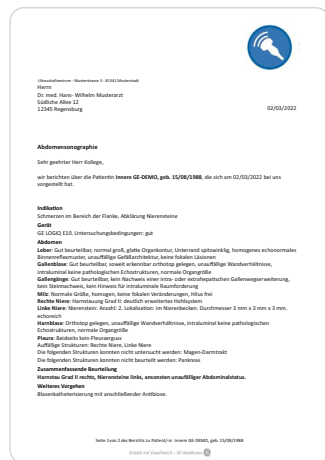 Ultraschallzentrum - Musterstrasse 3 - 41541 Musterstadt
Herrn
Dr. med. Hans- Wilhelm Musterarzt
Südliche Allee 12
12345 Regensburg
02/03/2022
Abdomensonographie
Sehr geehrter Herr Kollege,
wir berichten über die Patientin Innere GE-DEMO, geb. 15/08/1988, die sich am 02/03/2022 bei uns
vorgestellt hat.
Indikation
Schmerzen im Bereich der Flanke, Abklärung Nierensteine
Gerät
GE LOGIQ E10. Untersuchungsbedingungen: gut
Abdomen
Leber: Gut beurteilbar, normal groß, glatte Organkontur, Unterrand spitzwinklig, homogenes echonormales
Binnenreflexmuster, unauffällige Gefäßarchitektur, keine fokalen Läsionen
Gallenblase: Gut beurteilbar, soweit erkennbar orthotop gelegen, unauffällige Wandverhältnisse,
intraluminal keine pathologischen Echostrukturen, normale Organgröße
Gallengänge: Gut beurteilbar, kein Nachweis einer intra- oder extrahepatischen Gallenwegserweiterung,
kein Steinnachweis, kein Hinweis für intraluminale Raumforderung
Milz: Normale Größe, homogen, keine fokalen Veränderungen, Hilus frei
Rechte Niere: Harnstauung Grad II: deutlich erweitertes Hohlsystem
Linke Niere: Nierenstein: Anzahl: 2. Lokalisation: im Nierenbecken. Durchmesser 3 mm x 3 mm x 3 mm.
echoreich
Harnblase: Orthotop gelegen, unauffällige Wandverhältnisse, intraluminal keine pathologischen
Echostrukturen, normale Organgröße
Pleura: Beidseits kein Pleuraerguss
Auffällige Strukturen: Rechte Niere, Linke Niere
Die folgenden Strukturen konnten nicht untersucht werden: Magen-Darmtrakt
Die folgenden Strukturen konnten nicht beurteilt werden: Pankreas
Zusammenfassende Beurteilung
Harnstau Grad II rechts, Nierensteine links, ansonsten unauffälliger Abdominalstatus.
Weiteres Vorgehen
Blasenkatheterisierung mit anschließender Antibiose.
Seite 1von 2 des Berichts zu Patient/-in Innere GE-DEMO, geb. 15/08/1988
Erstellt mit ViewPoint 6 - GE Healthcare